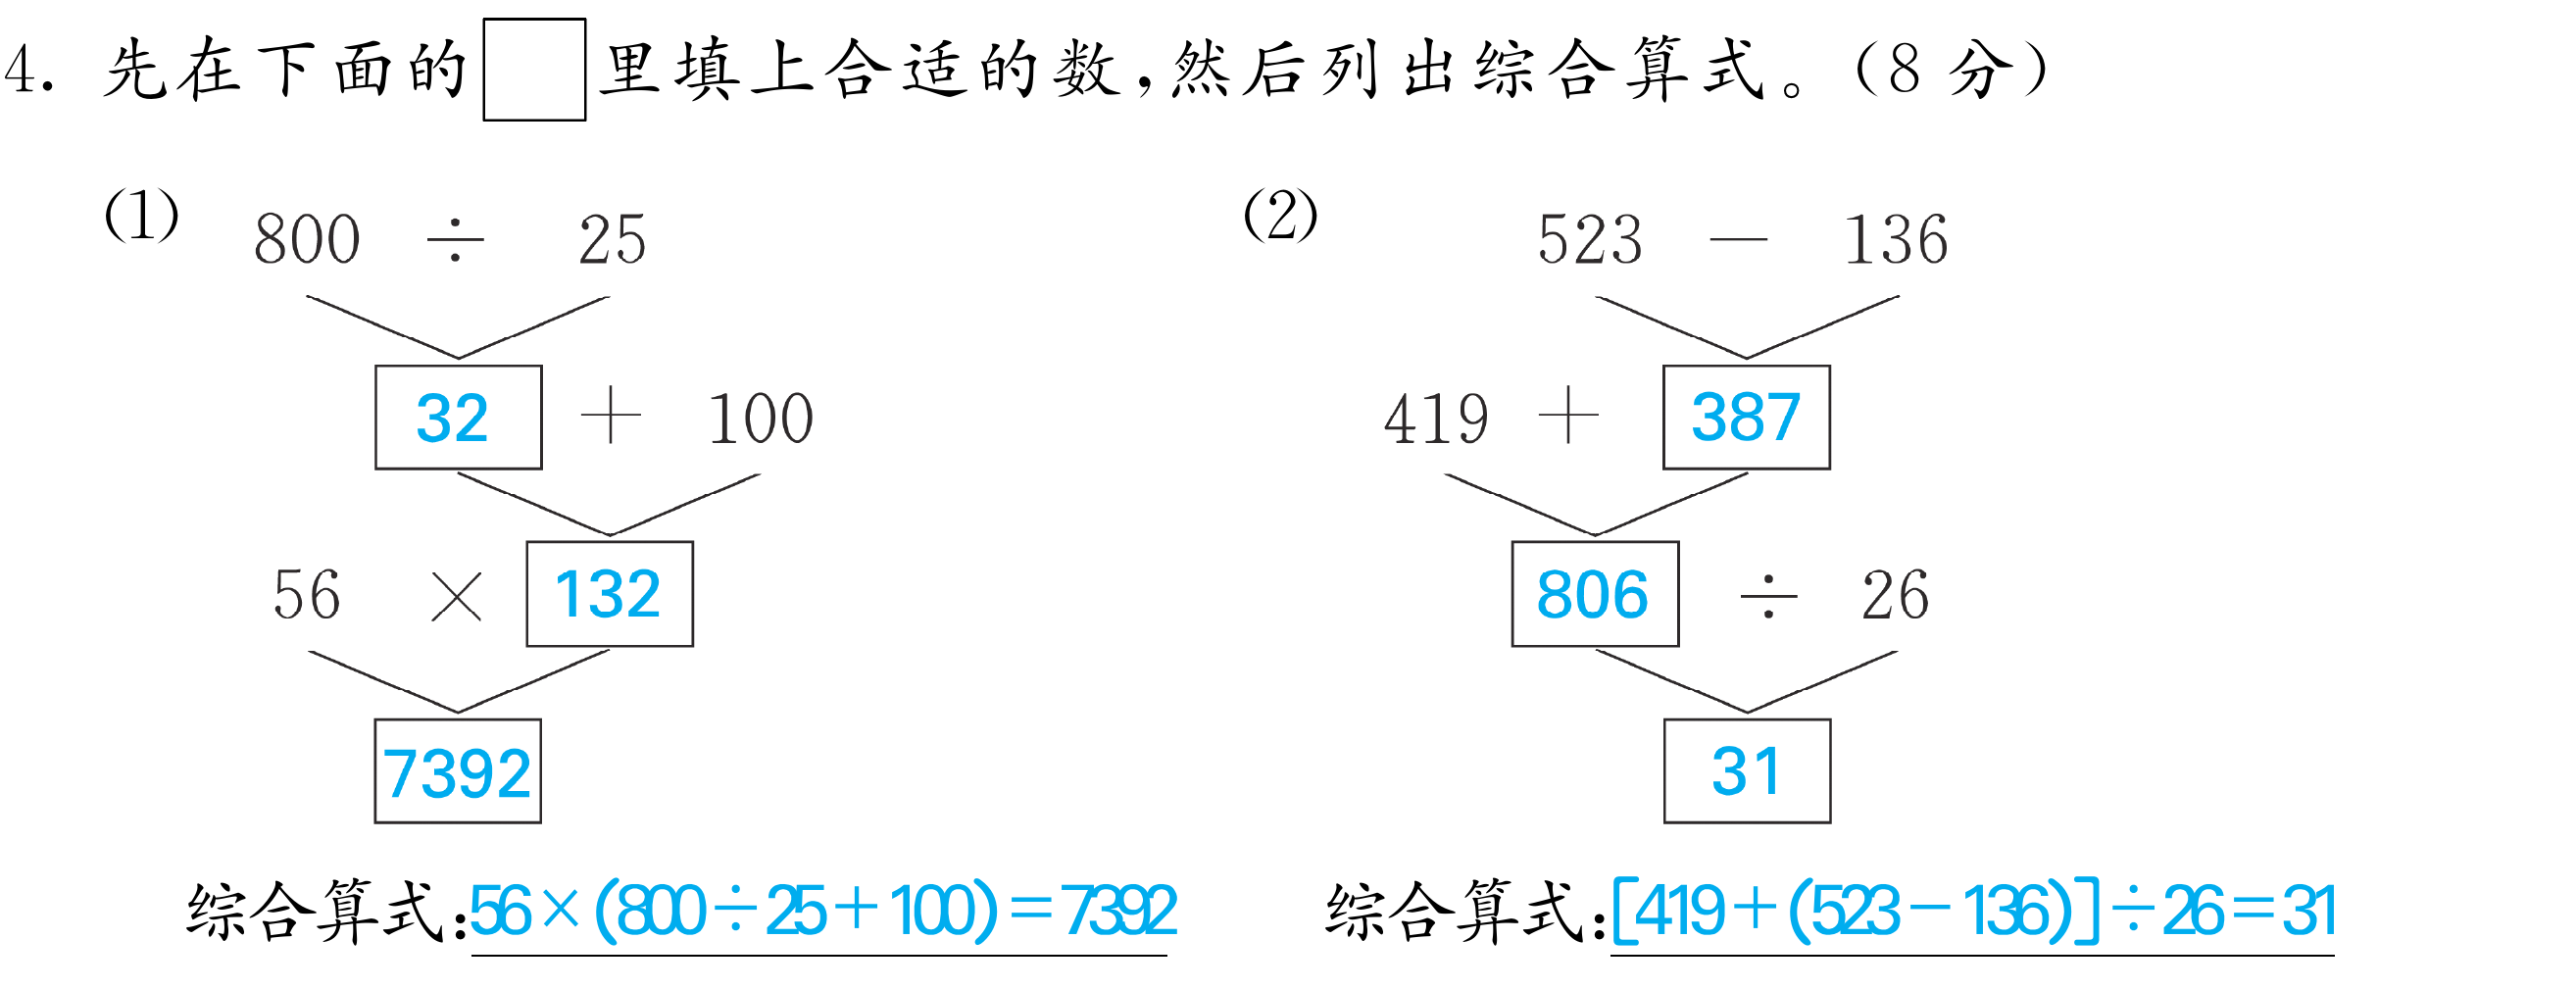 4. 先在下面的□里填上合适的数,然后列出综合算式。(8 分)
(1) 800 ÷ 25
32 + 100
56 × 132
7392
综合算式:56×(800÷25+100)=7392
(2) 523 − 136
419 + 387
806 ÷ 26
31
综合算式:[419+(523−136)]÷26=31